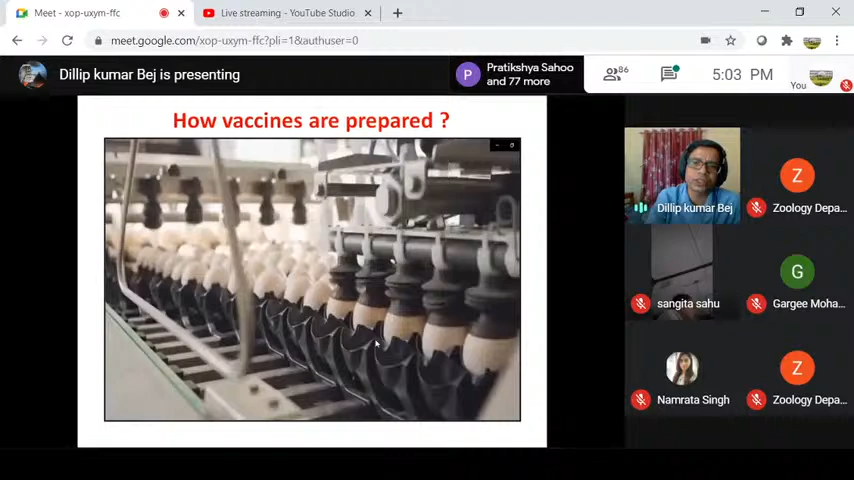 Meet - xop-uxym-ffc
Live streaming - YouTube Studio
meet.google.com/xop-uxym-ffc?pli=1&authuser=0
Dillip kumar Bej is presenting
P
Pratikshya Sahoo
and 77 more
86
5:03 PM
You
How vaccines are prepared ?
Dillip kumar Bej
Z
Zoology Depa...
sangita sahu
G
Gargee Moha...
Namrata Singh
Z
Zoology Depa...